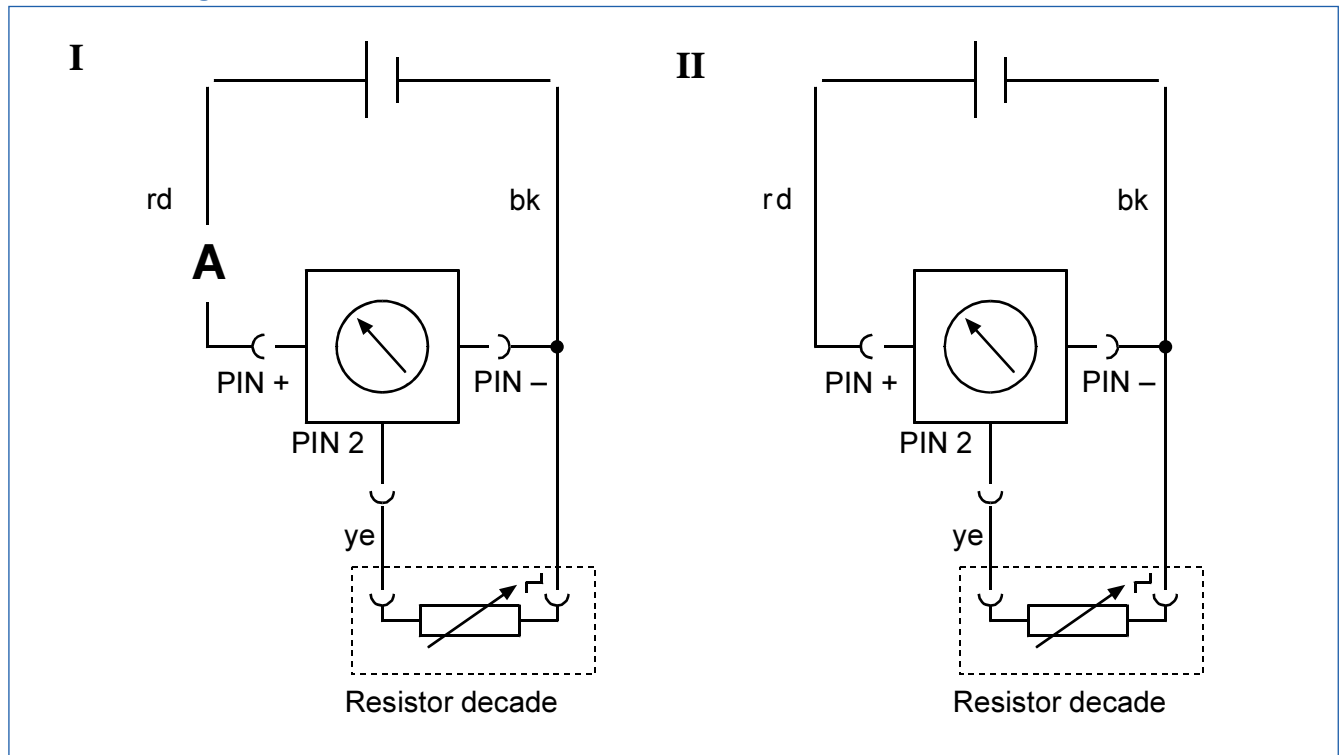 I
II
rd
bk
rd
bk
A
PIN +
PIN –
PIN +
PIN –
PIN 2
PIN 2
ye
ye
Resistor decade
Resistor decade